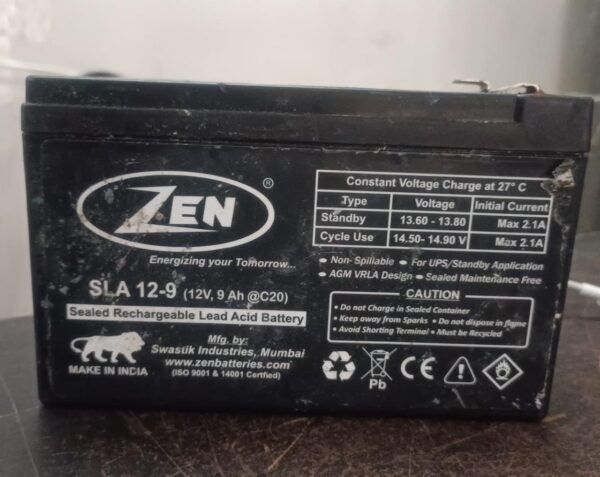 ZEN ®
Energizing your Tomorrow...
SLA 12-9 (12V, 9 Ah @C20)
Sealed Rechargeable Lead Acid Battery
MAKE IN INDIA
Mfg. by:
Swastik Industries, Mumbai
www.zenbatteries.com
(ISO 9001 & 14001 Certified)
Constant Voltage Charge at 27° C
Type Voltage Initial Current
Standby 13.60 - 13.80 Max 2.1A
Cycle Use 14.50- 14.90 V Max 2.1A
• Non- Spillable • For UPS/Standby Application
• AGM VRLA Design • Sealed Maintenance Free
CAUTION
• Do not Charge in Sealed Container
• Keep away from Sparks • Do not dispose in flame
• Avoid Shorting Terminal • Must be Recycled
Pb
CE